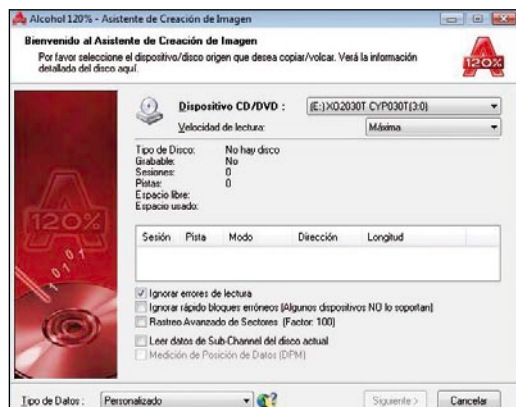 Alcohol 120% - Asistente de Creación de Imagen
Bienvenido al Asistente de Creación de Imagen
Por favor seleccione el dispositivo/disco origen que desea copiar/volcar. Verá la información
detallada del disco aquí.
120%
Dispositivo CD/DVD : (E:) XO2030T CYP030T(3:0)
Velocidad de lectura: Máxima
Tipo de Disco: No hay disco
Grabable: No
Sesiones: 0
Pistas: 0
Espacio libre:
Espacio usado:
120%
10101
Sesión Pista Modo Dirección Longitud
Ignorar errores de lectura
Ignorar rápido bloques erróneos (Algunos dispositivos NO lo soportan)
Rastreo Avanzado de Sectores (Factor: 100)
Leer datos de Sub-Channel del disco actual
Medición de Posición de Datos (DPM)
Tipo de Datos : Personalizado Siguiente > Cancelar